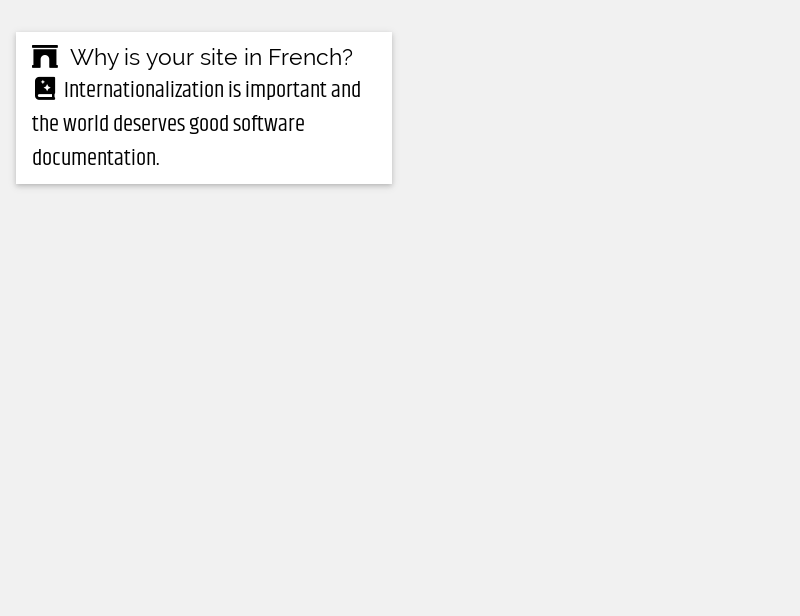 Why is your site in French?
Internationalization is important and
the world deserves good software
documentation.